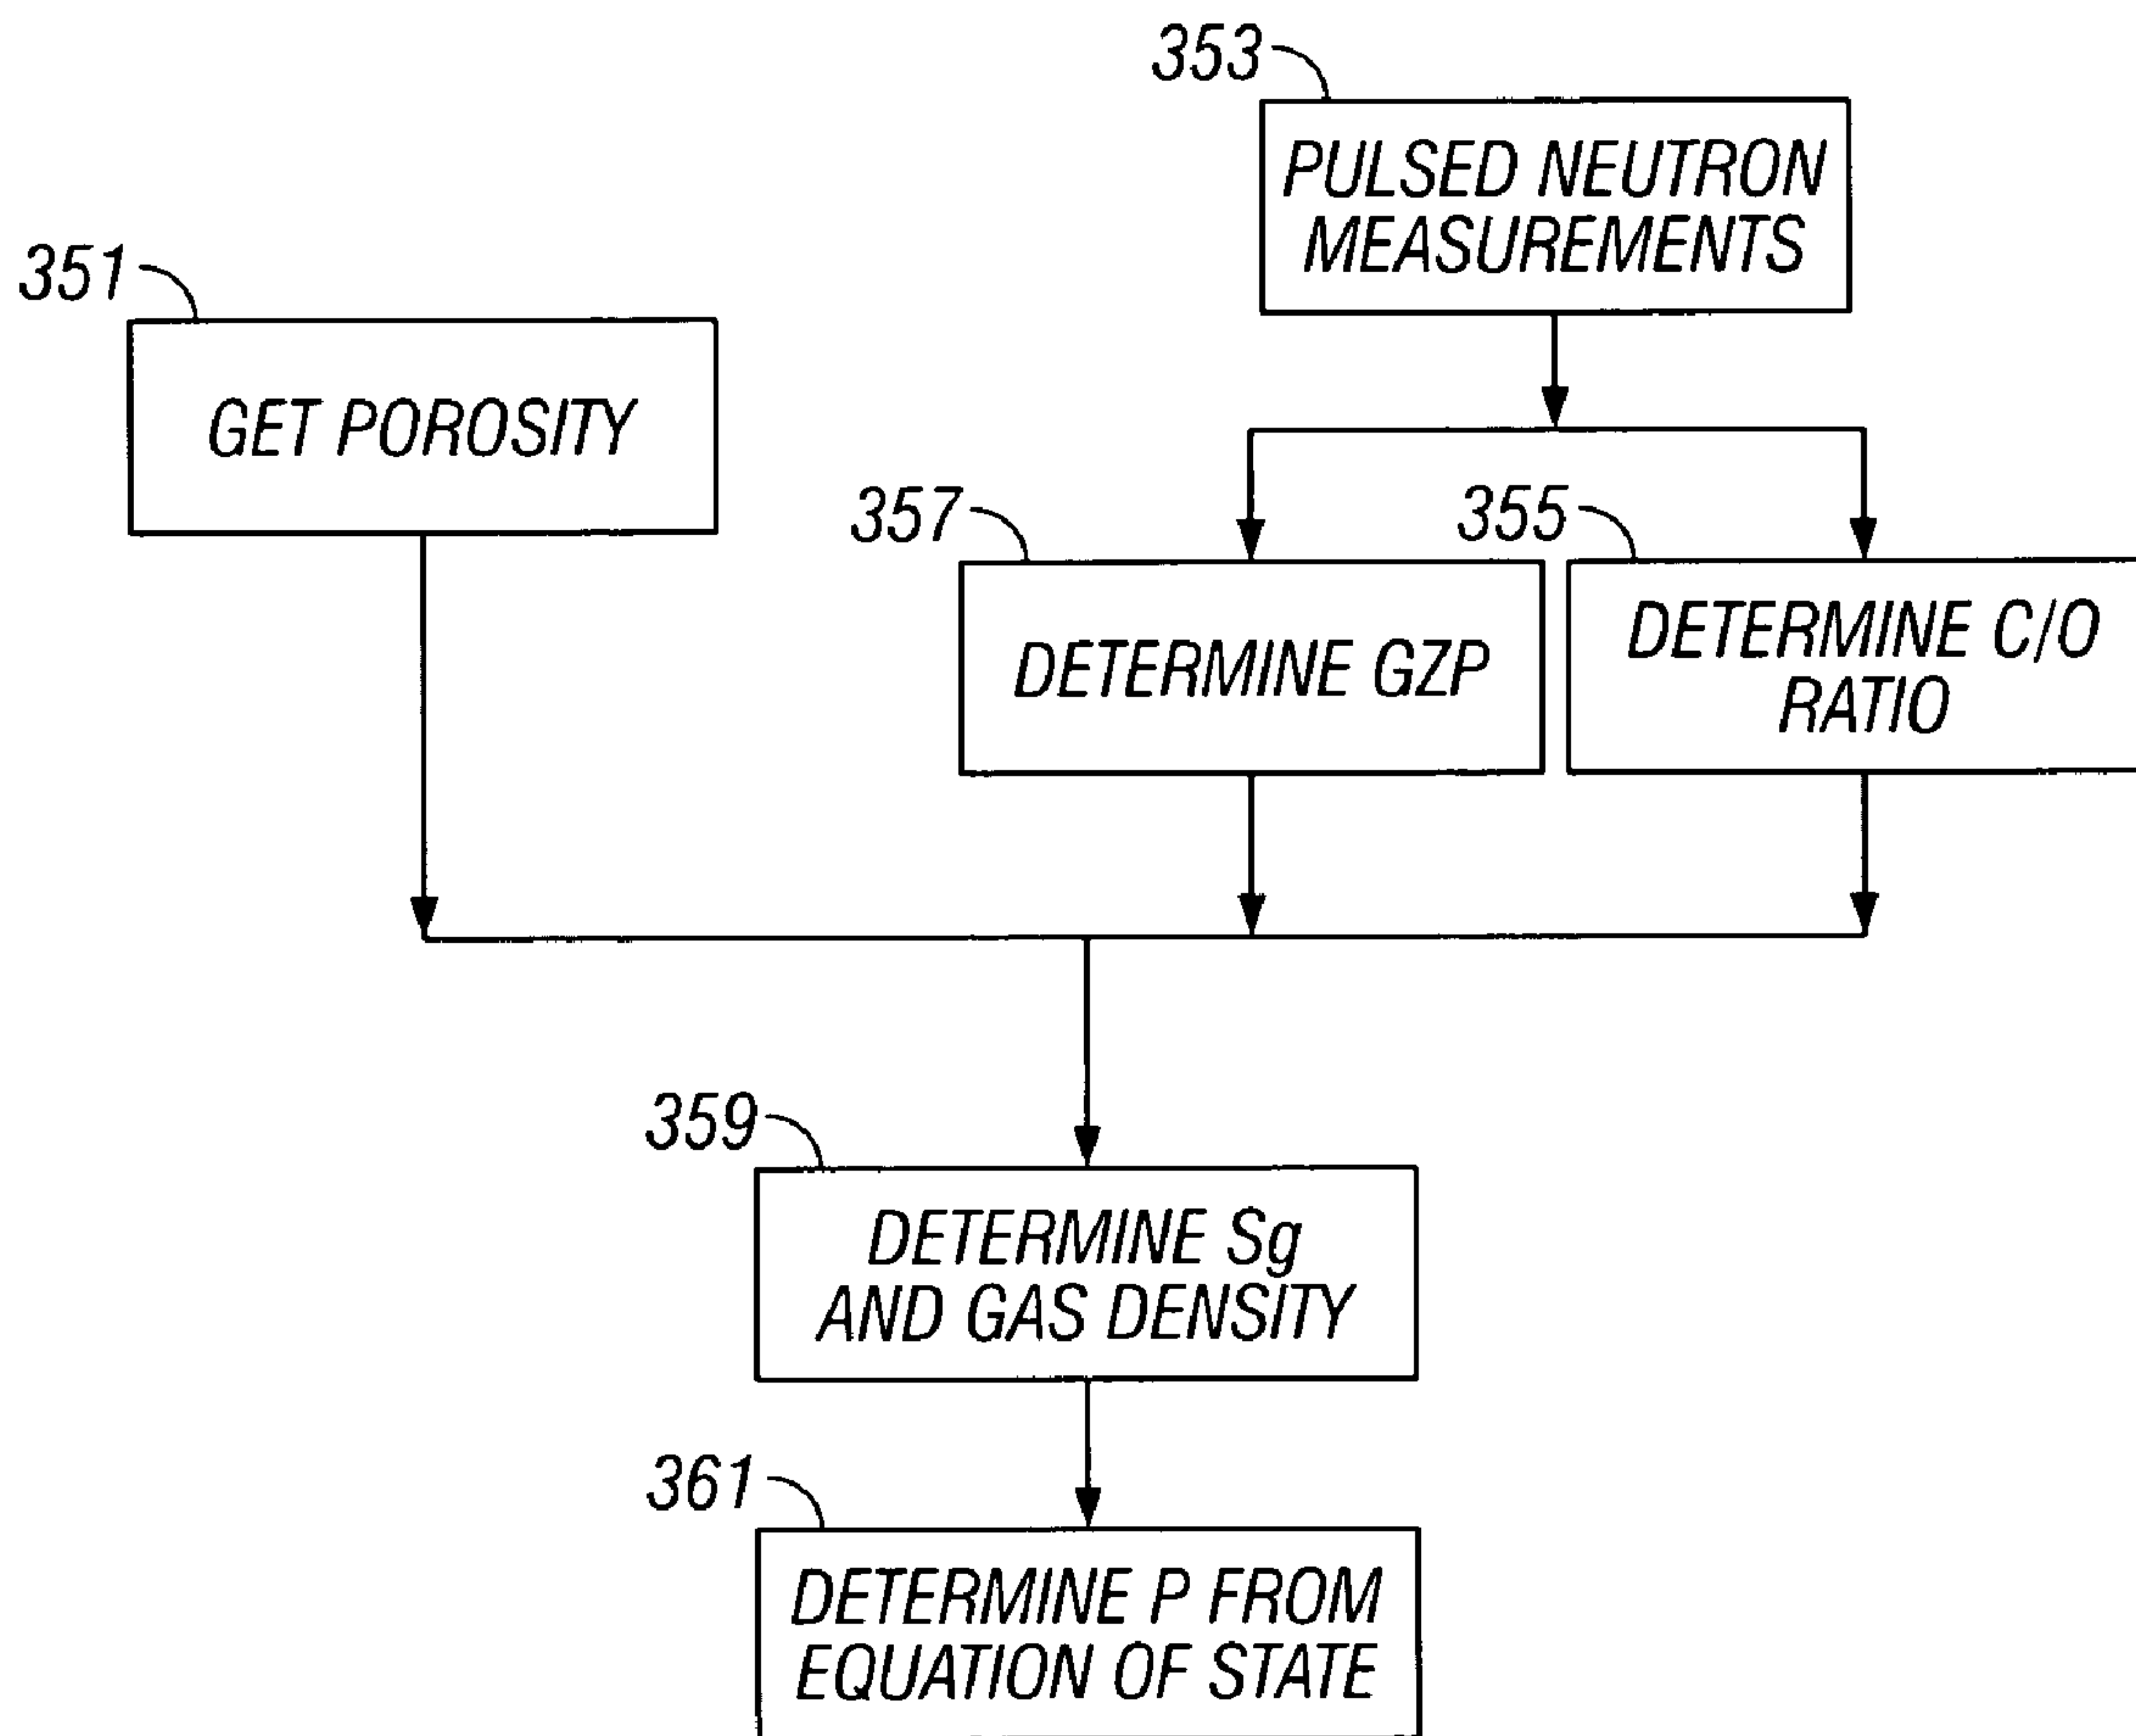 353
PULSED NEUTRON
MEASUREMENTS
351
GET POROSITY
357
DETERMINE GZP
355
DETERMINE C/O
RATIO
359
DETERMINE Sg
AND GAS DENSITY
361
DETERMINE P FROM
EQUATION OF STATE